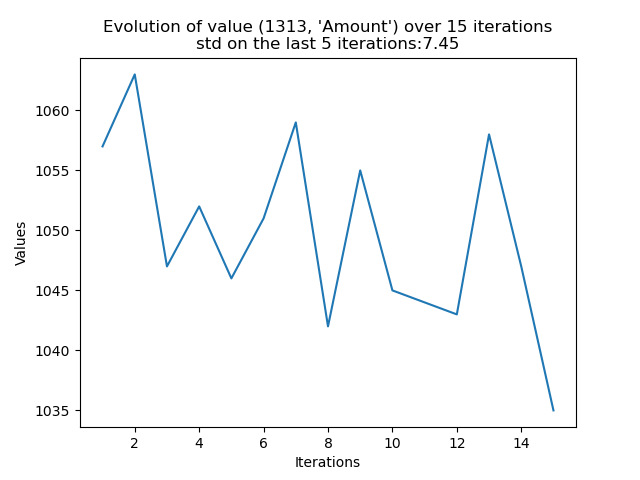 Evolution of value (1313, 'Amount') over 15 iterations
std on the last 5 iterations:7.45
Values
1060
1055
1050
1045
1040
1035
2 4 6 8 10 12 14
Iterations